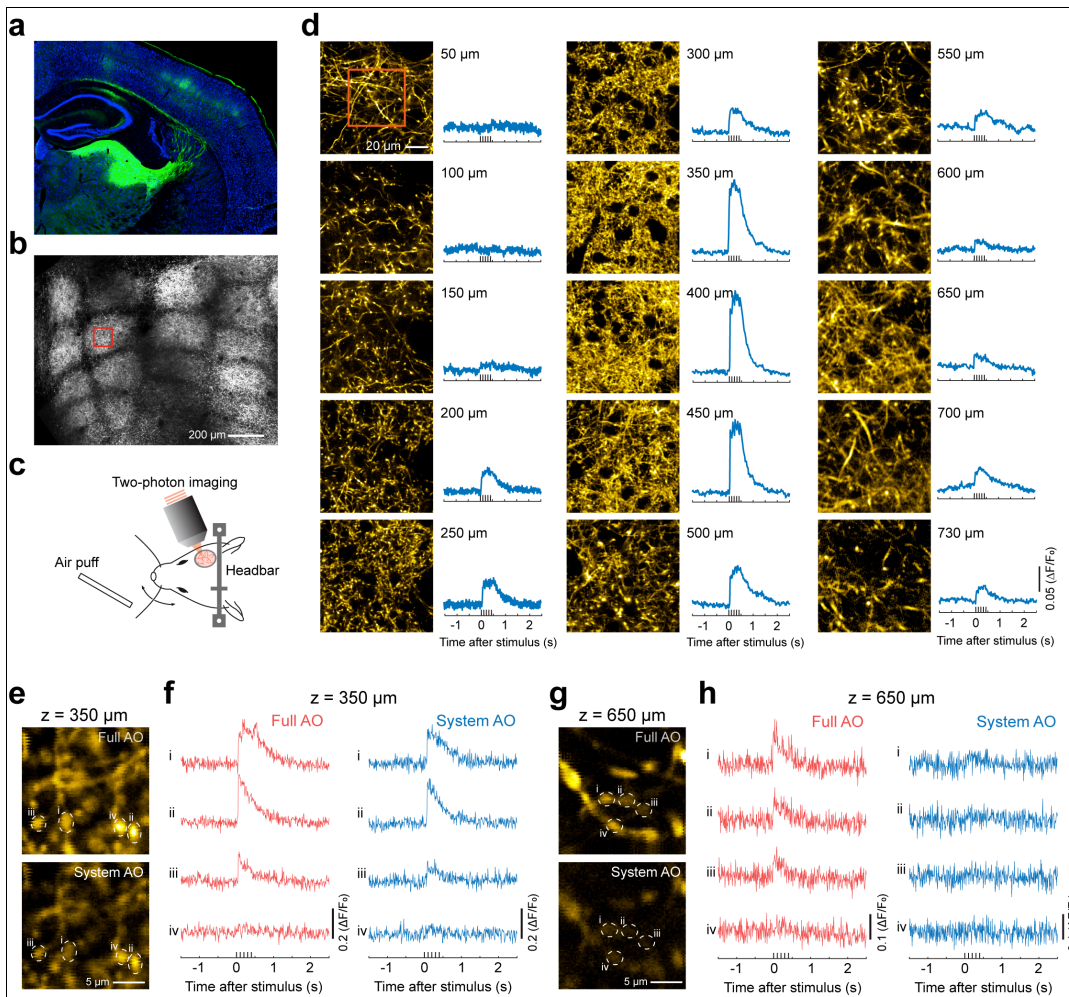 a
b
200 µm
c
Two-photon imaging
Air puff
Headbar
d
20 µm
50 µm
100 µm
150 µm
200 µm
250 µm
-1 0 1 2
Time after stimulus (s)
300 µm
350 µm
400 µm
450 µm
500 µm
-1 0 1 2
Time after stimulus (s)
550 µm
600 µm
650 µm
700 µm
730 µm
0.05 (ΔF/F₀)
-1 0 1 2
Time after stimulus (s)
e
z = 350 µm
Full AO
iii i iv ii
System AO
iii i iv ii
5 µm
f
z = 350 µm
Full AO
System AO
i
i
ii
ii
iii
iii
iv
iv
0.2 (ΔF/F₀)
0.2 (ΔF/F₀)
-1 0 1 2
-1 0 1 2
Time after stimulus (s)
Time after stimulus (s)
g
z = 650 µm
Full AO
i ii iii
iv
System AO
i ii iii
iv
5 µm
h
z = 650 µm
Full AO
System AO
i
i
ii
ii
iii
iii
iv
iv
0.1 (ΔF/F₀)
-1 0 1 2
-1 0 1 2
Time after stimulus (s)
Time after stimulus (s)